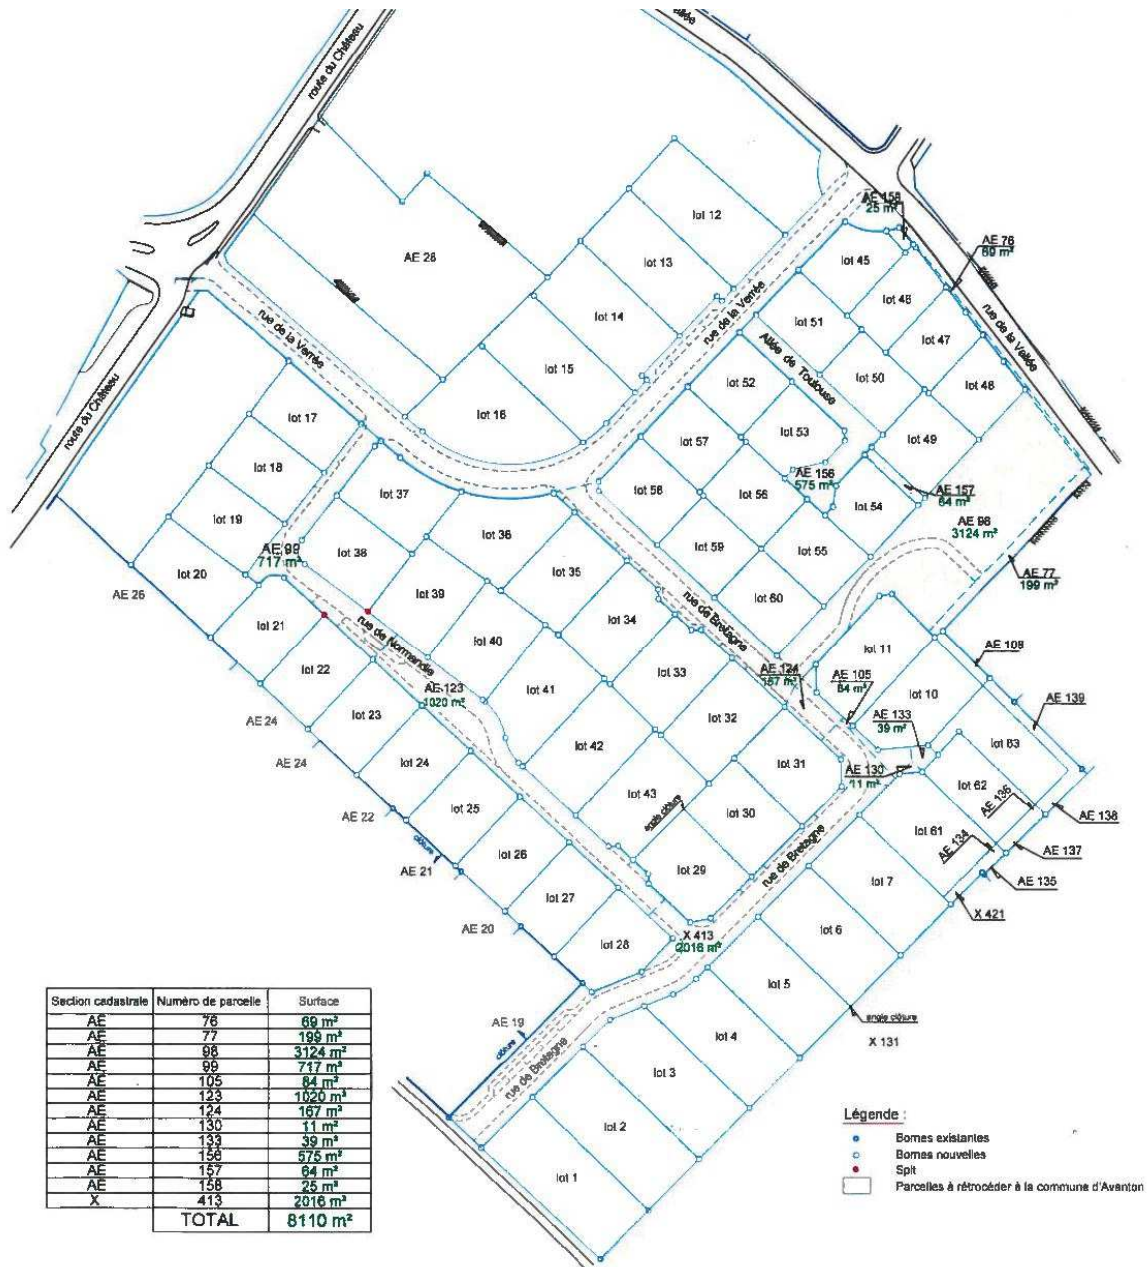 route du Château
allée
lot 12
AE 158
25 m²
AE 76
69 m²
lot 13
lot 45
AE 28
lot 14
lot 46
rue de la Vallée
rue de la Verrée
rue de la Verrée
lot 51
lot 47
lot 15
Allée de Toulouse
lot 50
lot 48
route du Château
lot 52
lot 16
lot 17
lot 53
lot 49
lot 57
lot 18
AE 156
575 m²
lot 37
lot 58
lot 56
AE 157
64 m²
lot 54
lot 19
AE 98
3124 m²
lot 36
AE 99
717 m²
lot 38
lot 59
lot 55
lot 20
lot 35
AE 77
199 m²
AE 26
lot 39
lot 60
rue de Bretagne
lot 34
lot 21
rue de Normandie
lot 40
lot 11
AE 109
lot 22
lot 33
AE 124
167 m²
AE 105
84 m²
AE 123
1020 m²
lot 41
lot 10
AE 139
lot 23
AE 24
lot 32
AE 133
39 m²
lot 42
lot 63
lot 31
AE 24
lot 24
AE 130
11 m²
lot 62
lot 43
angle clôture
AE 136
lot 25
lot 30
AE 22
lot 61
AE 138
clôture
rue de Bretagne
AE 134
AE 137
lot 26
AE 21
lot 29
lot 7
AE 135
lot 27
X 421
AE 20
lot 6
X 413
2016 m²
lot 28
lot 5
AE 19
clôture
angle clôture
lot 4
X 131
rue de Bretagne
lot 3
lot 2
lot 1
Section cadastrale Numéro de parcelle Surface
AE 76 69 m²
AE 77 199 m²
AE 98 3124 m²
AE 99 717 m²
AE 105 84 m²
AE 123 1020 m²
AE 124 167 m²
AE 130 11 m²
AE 133 39 m²
AE 156 575 m²
AE 157 64 m²
AE 158 25 m²
X 413 2016 m²
TOTAL 8110 m²
Légende :
Bornes existantes
Bornes nouvelles
Spit
Parcelles à rétrocéder à la commune d'Avanton